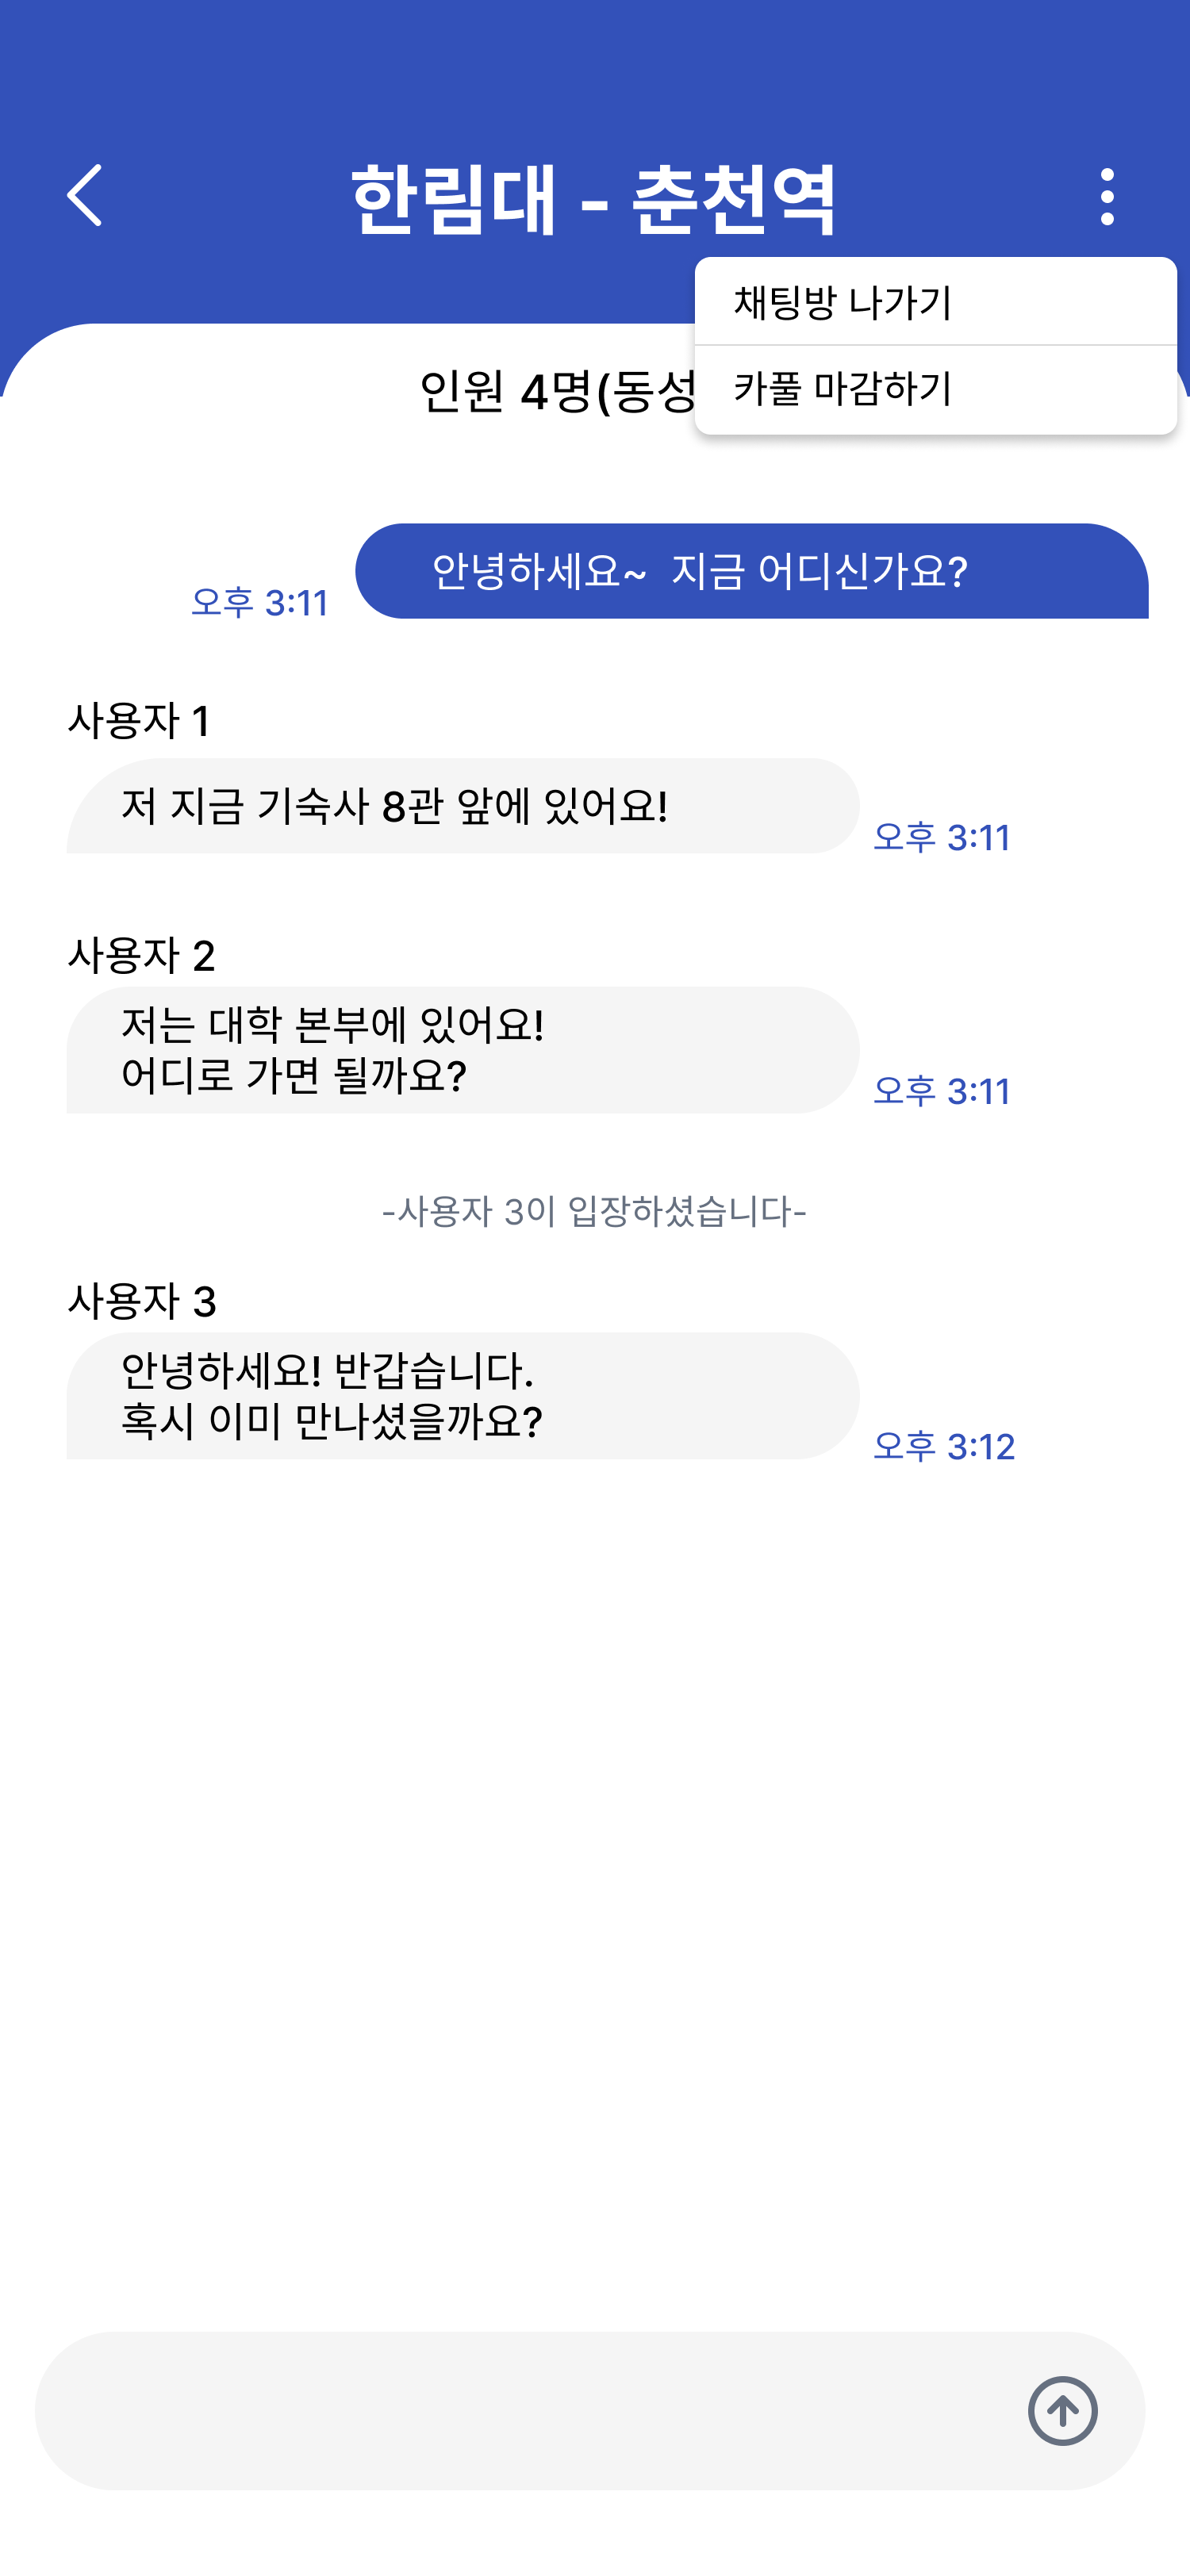 한림대 - 춘천역
채팅방 나가기
카풀 마감하기
인원 4명(동성
안녕하세요~  지금 어디신가요?
오후 3:11
사용자 1
저 지금 기숙사 8관 앞에 있어요!
오후 3:11
사용자 2
저는 대학 본부에 있어요!
어디로 가면 될까요?
오후 3:11
-사용자 3이 입장하셨습니다-
사용자 3
안녕하세요! 반갑습니다.
혹시 이미 만나셨을까요?
오후 3:12